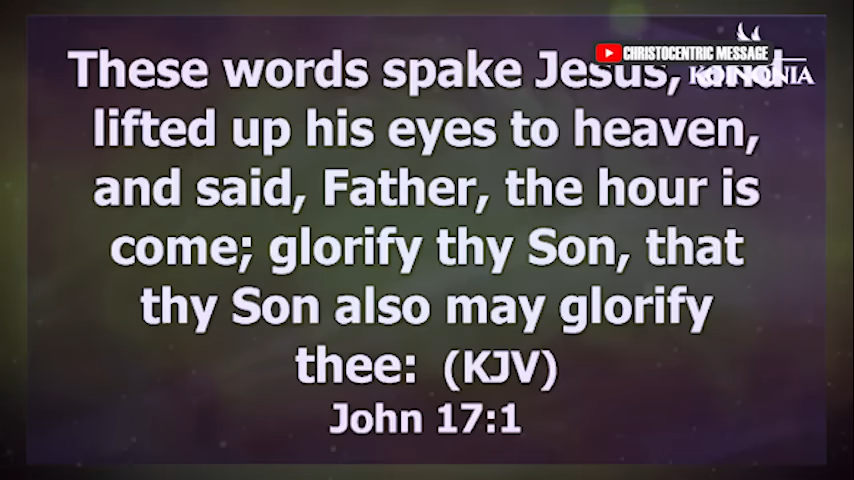 CHRISTOCENTRIC MESSAGE
KOINONIA
These words spake Jesus, and
lifted up his eyes to heaven,
and said, Father, the hour is
come; glorify thy Son, that
thy Son also may glorify
thee: (KJV)
John 17:1